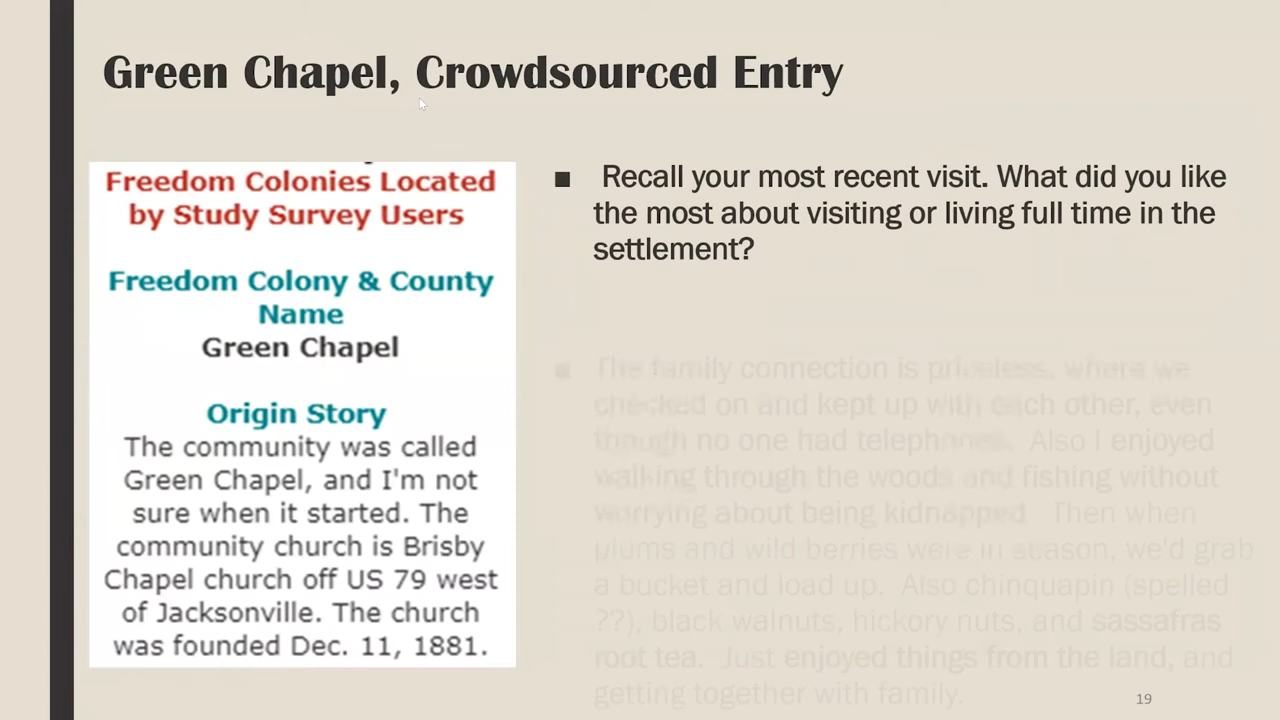 Green Chapel, Crowdsourced Entry
Freedom Colonies Located
by Study Survey Users
Freedom Colony & County
Name
Green Chapel
Origin Story
The community was called
Green Chapel, and I'm not
sure when it started. The
community church is Brisby
Chapel church off US 79 west
of Jacksonville. The church
was founded Dec. 11, 1881.
■ Recall your most recent visit. What did you like
the most about visiting or living full time in the
settlement?
■ The family connection is priceless, where we
checked on and kept up with each other, even
though no one had telephones. Also I enjoyed
walking through the woods and fishing without
worrying about being kidnapped Then when
plums and wild berries were in season, we'd grab
a bucket and load up. Also chinquapin (spelled
??), black walnuts, hickory nuts, and sassafras
root tea. Just enjoyed things from the land, and
getting together with family.
19